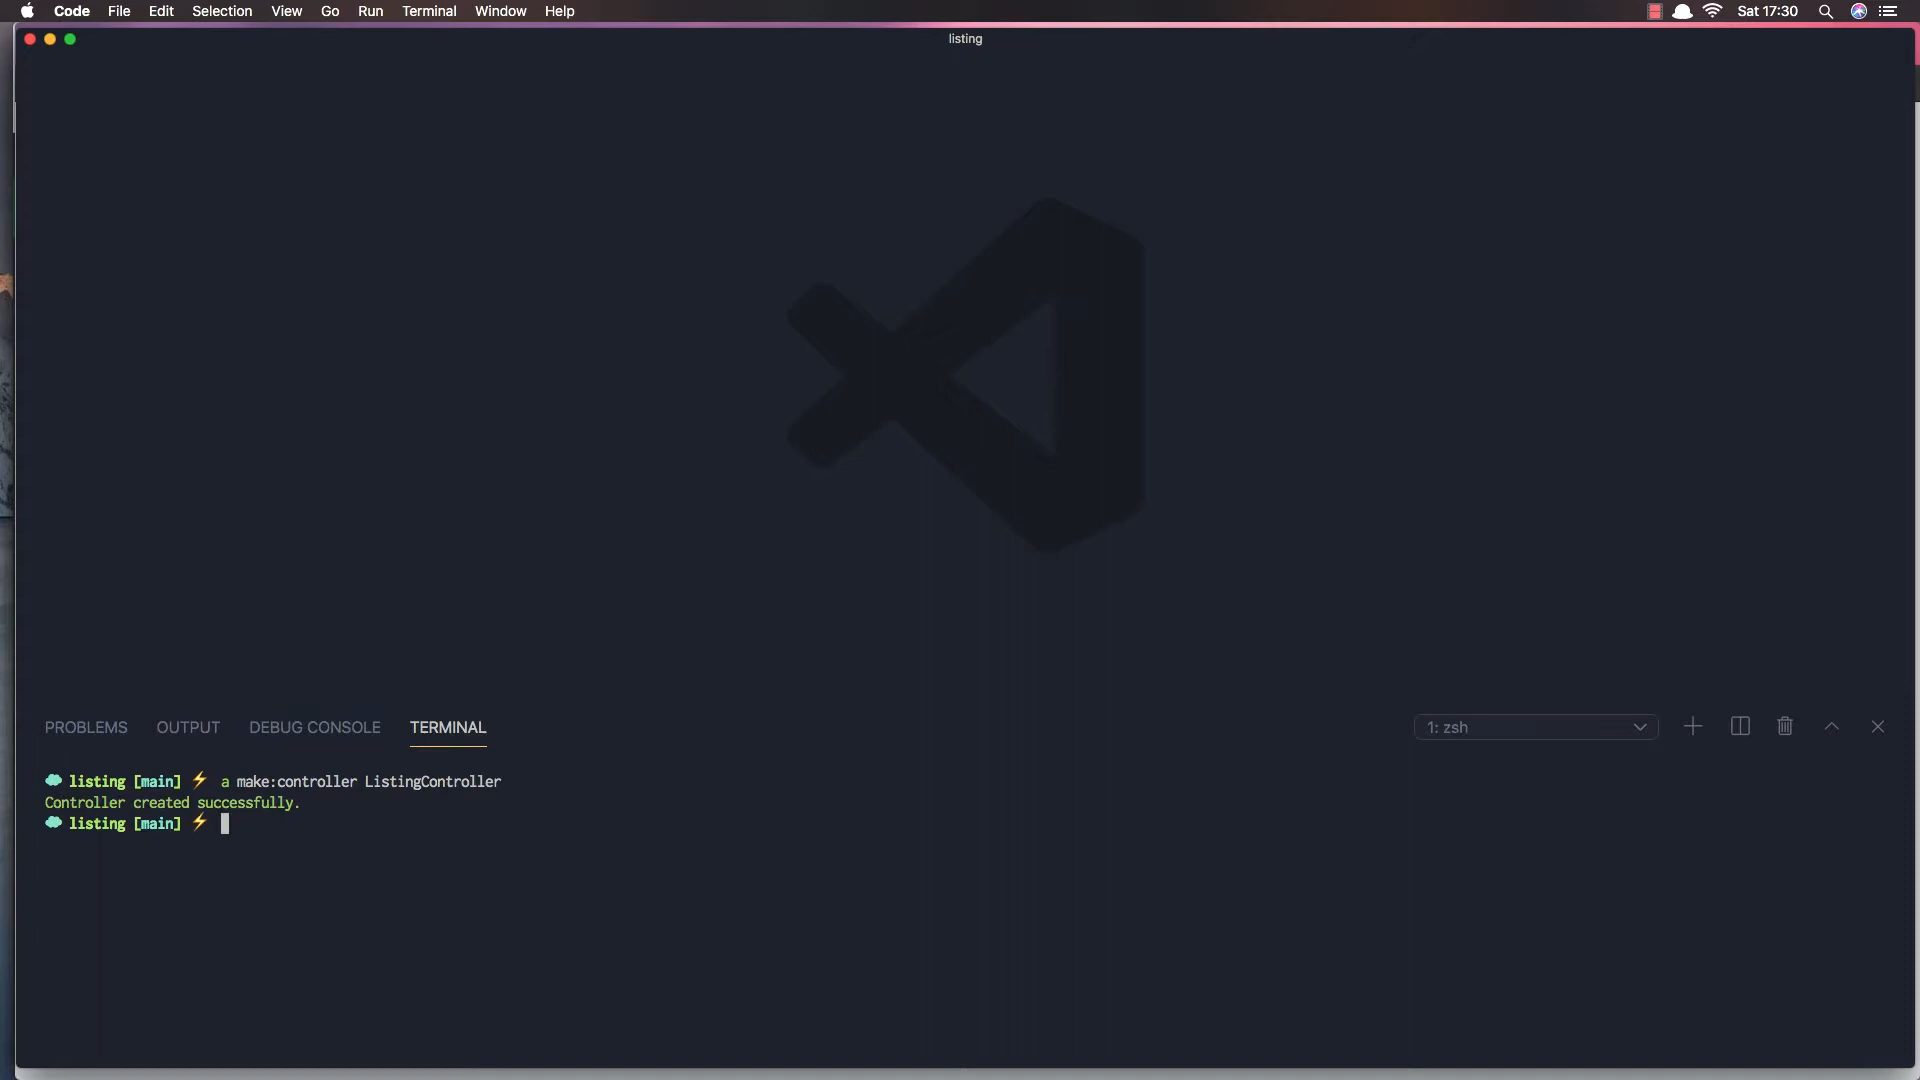 Code File Edit Selection View Go Run Terminal Window Help Sat 17:30
listing
PROBLEMS OUTPUT DEBUG CONSOLE TERMINAL 1: zsh
listing [main] ⚡ a make:controller ListingController
Controller created successfully.
listing [main] ⚡